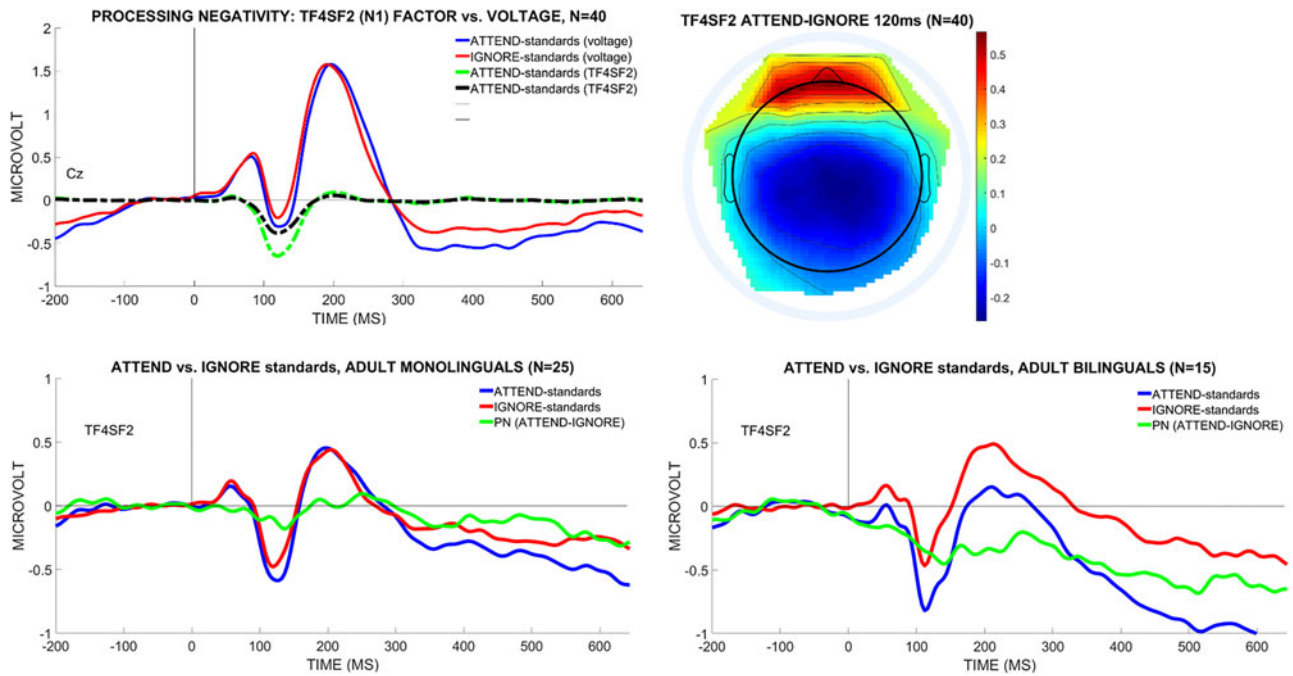 PROCESSING NEGATIVITY: TF4SF2 (N1) FACTOR vs. VOLTAGE, N=40
2
1.5
1
0.5
0
-0.5
-1
MICROVOLT
ATTEND-standards (voltage)
IGNORE-standards (voltage)
ATTEND-standards (TF4SF2)
ATTEND-standards (TF4SF2)
Cz
-200 -100 0 100 200 300 400 500 600
TIME (MS)
TF4SF2 ATTEND-IGNORE 120ms (N=40)
0.5
0.4
0.3
0.2
0.1
0
-0.1
-0.2
ATTEND vs. IGNORE standards, ADULT MONOLINGUALS (N=25)
1
0.5
0
-0.5
-1
MICROVOLT
ATTEND-standards
IGNORE-standards
PN (ATTEND-IGNORE)
TF4SF2
-200 -100 0 100 200 300 400 500 600
TIME (MS)
ATTEND vs. IGNORE standards, ADULT BILINGUALS (N=15)
1
0.5
0
-0.5
-1
MICROVOLT
ATTEND-standards
IGNORE-standards
PN (ATTEND-IGNORE)
TF4SF2
-200 -100 0 100 200 300 400 500 600
TIME (MS)